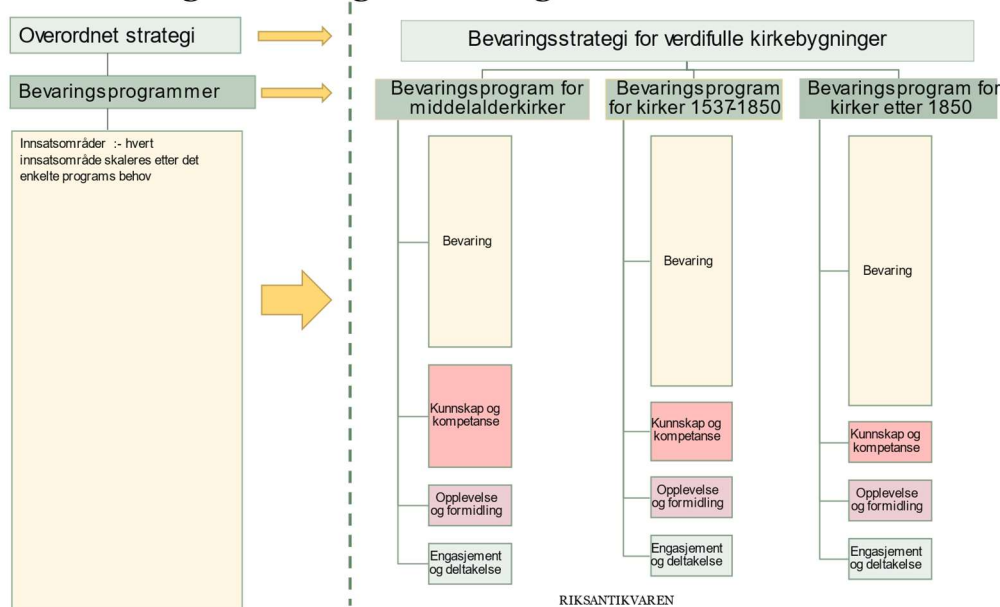 Overordnet strategi
Bevaringsprogrammer
Innsatsområder :- hvert
innsatsområde skaleres etter det
enkelte programs behov
Bevaringsstrategi for verdifulle kirkebygninger
Bevaringsprogram for
middelalderkirker
Bevaring
Kunnskap og
kompetanse
Opplevelse
og formidling
Engasjement
og deltakelse
Bevaringsprogram
for kirker 1537-1850
Bevaring
Kunnskap og
kompetanse
Opplevelse
og formidling
Engasjement
og deltakelse
Bevaringsprogram for
kirker etter 1850
Bevaring
Kunnskap og
kompetanse
Opplevelse
og formidling
Engasjement
og deltakelse
RIKSANTIKVAREN